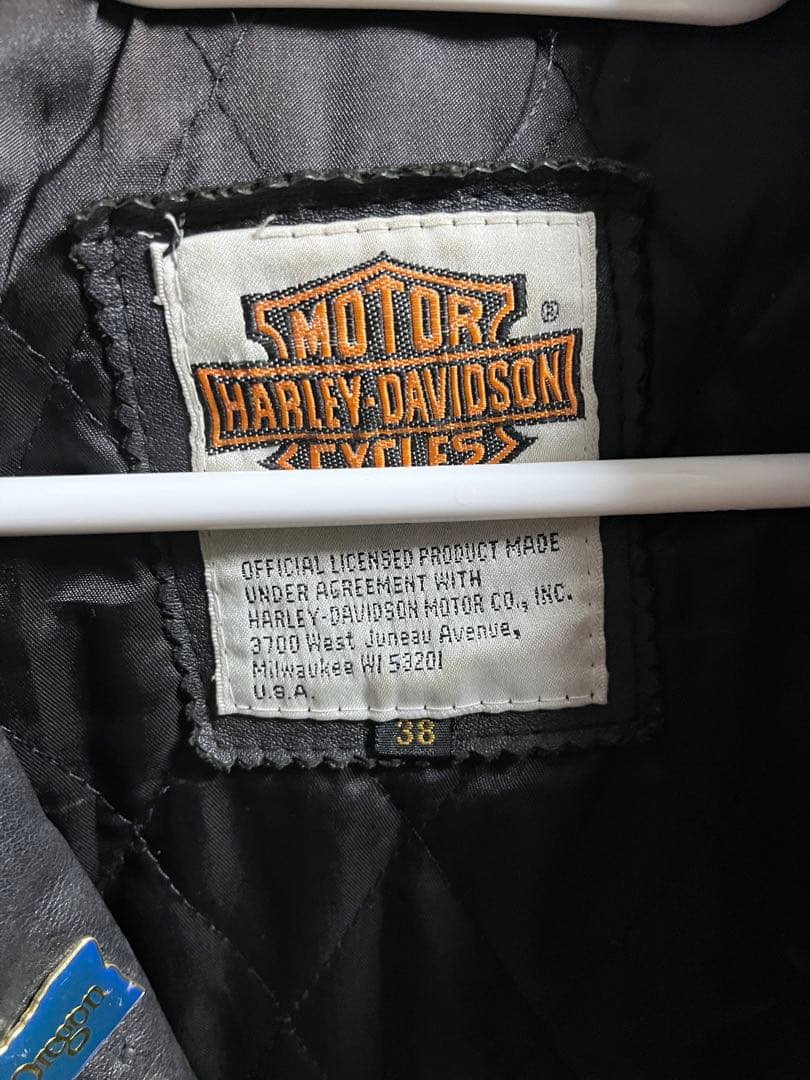 MOTOR
®
HARLEY-DAVIDSON
CYCLES
OFFICIAL LICENSED PRODUCT MADE
UNDER AGREEMENT WITH
HARLEY-DAVIDSON MOTOR CO., INC.
3700 West Juneau Avenue,
Milwaukee WI 53201
U.S.A.
38
Oregon